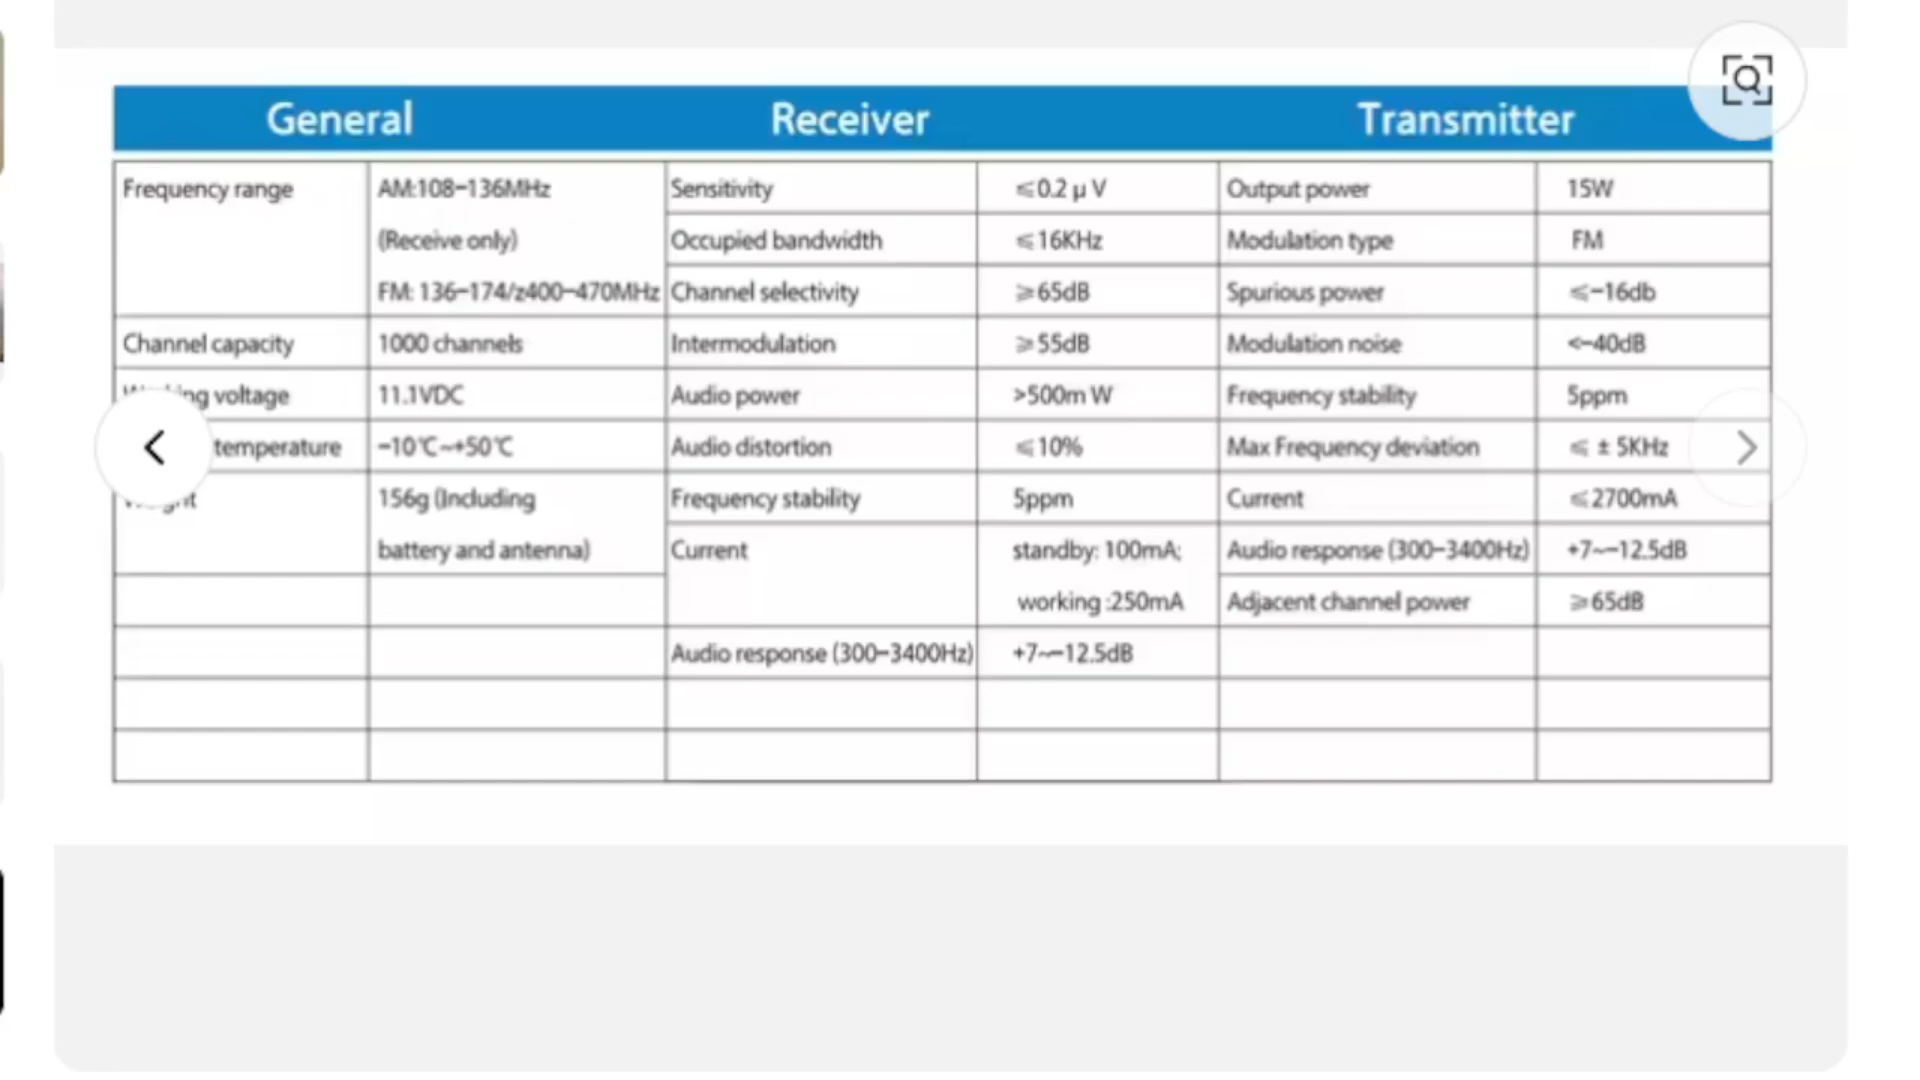 General Receiver Transmitter
Frequency range AM:108-136MHz Sensitivity ≤0.2 μ V Output power 15W
(Receive only) Occupied bandwidth ≤16KHz Modulation type FM
FM: 136-174/z400-470MHz Channel selectivity ≥65dB Spurious power ≤-16db
Channel capacity 1000 channels Intermodulation ≥55dB Modulation noise <-40dB
voltage 11.1VDC Audio power >500m W Frequency stability 5ppm
temperature -10℃~+50℃ Audio distortion ≤10% Max Frequency deviation ≤ ± 5KHz
156g (Including Frequency stability 5ppm Current ≤2700mA
battery and antenna) Current standby: 100mA; Audio response (300-3400Hz) +7~-12.5dB
working :250mA Adjacent channel power ≥65dB
Audio response (300-3400Hz) +7~-12.5dB